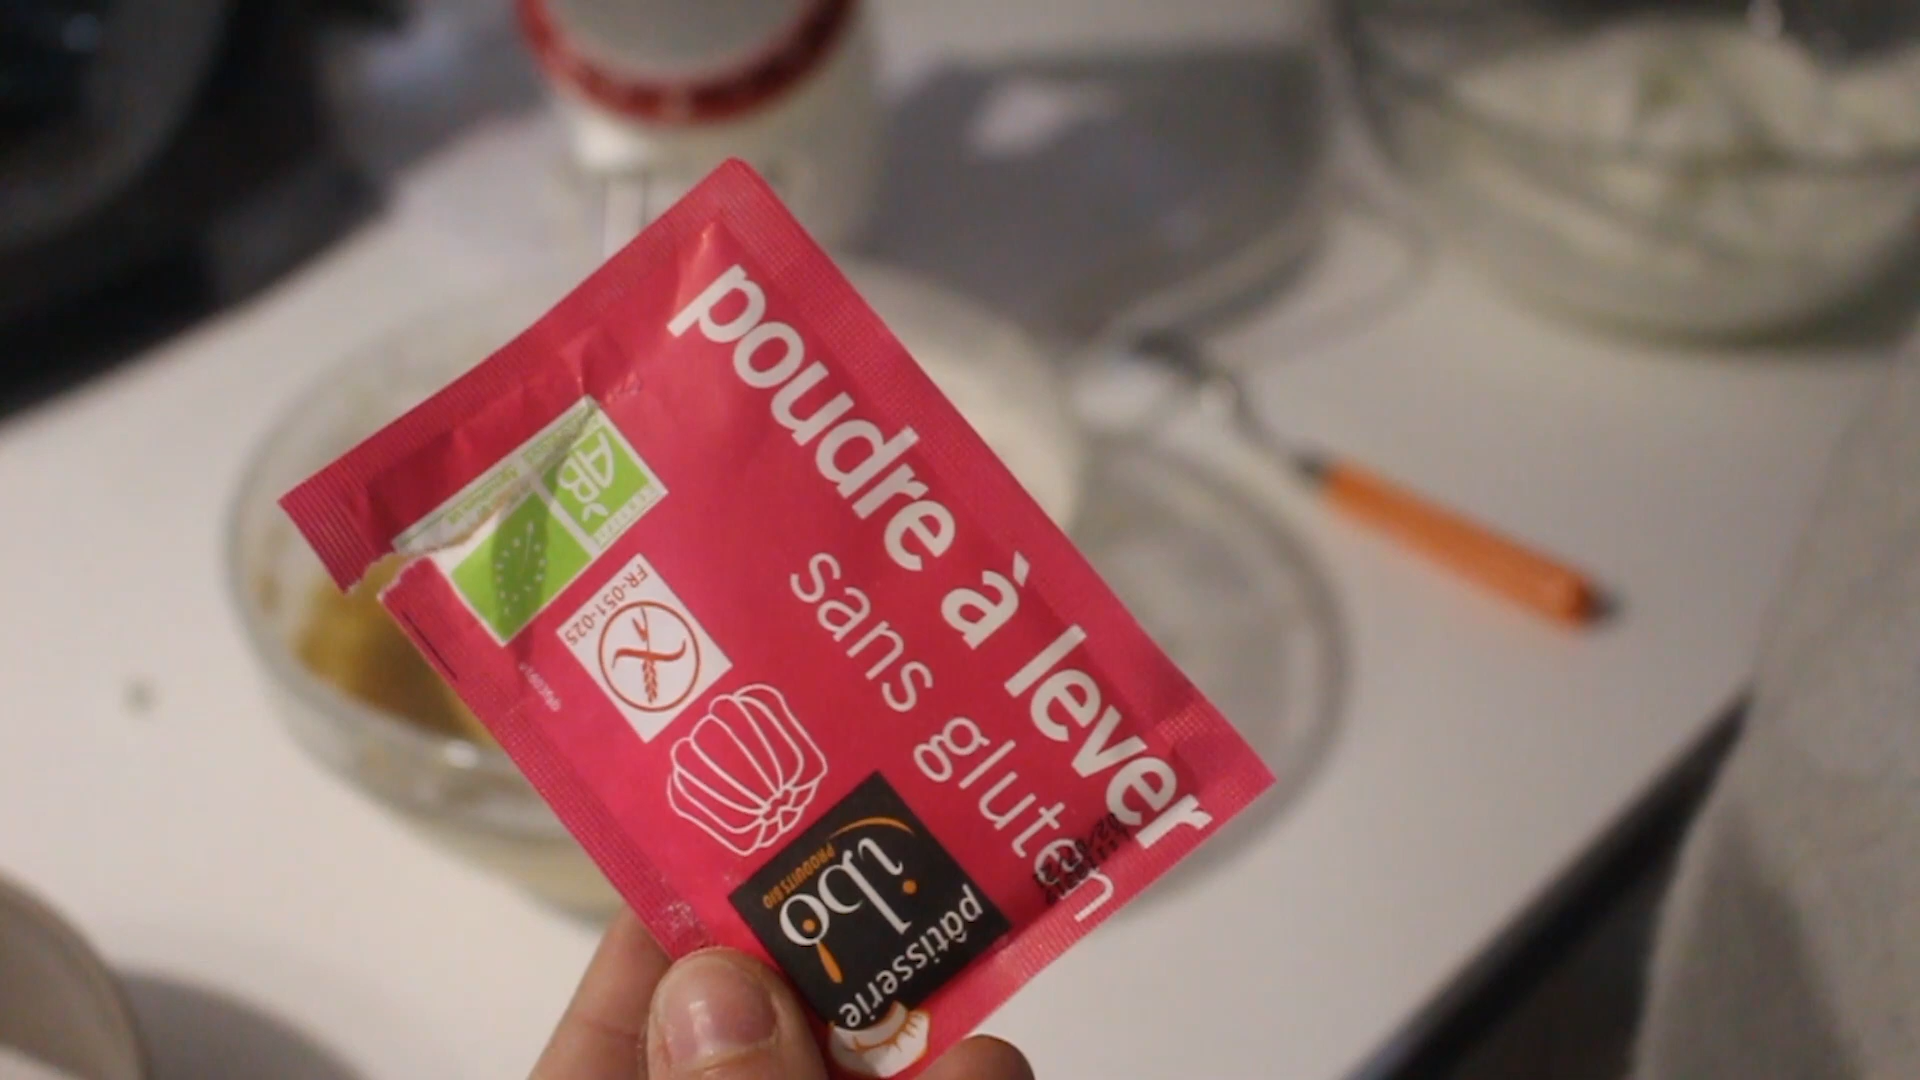 poudre à lever
sans gluten
AB
FR-051-025
ibo
PRODUITS BIO
pâtisserie